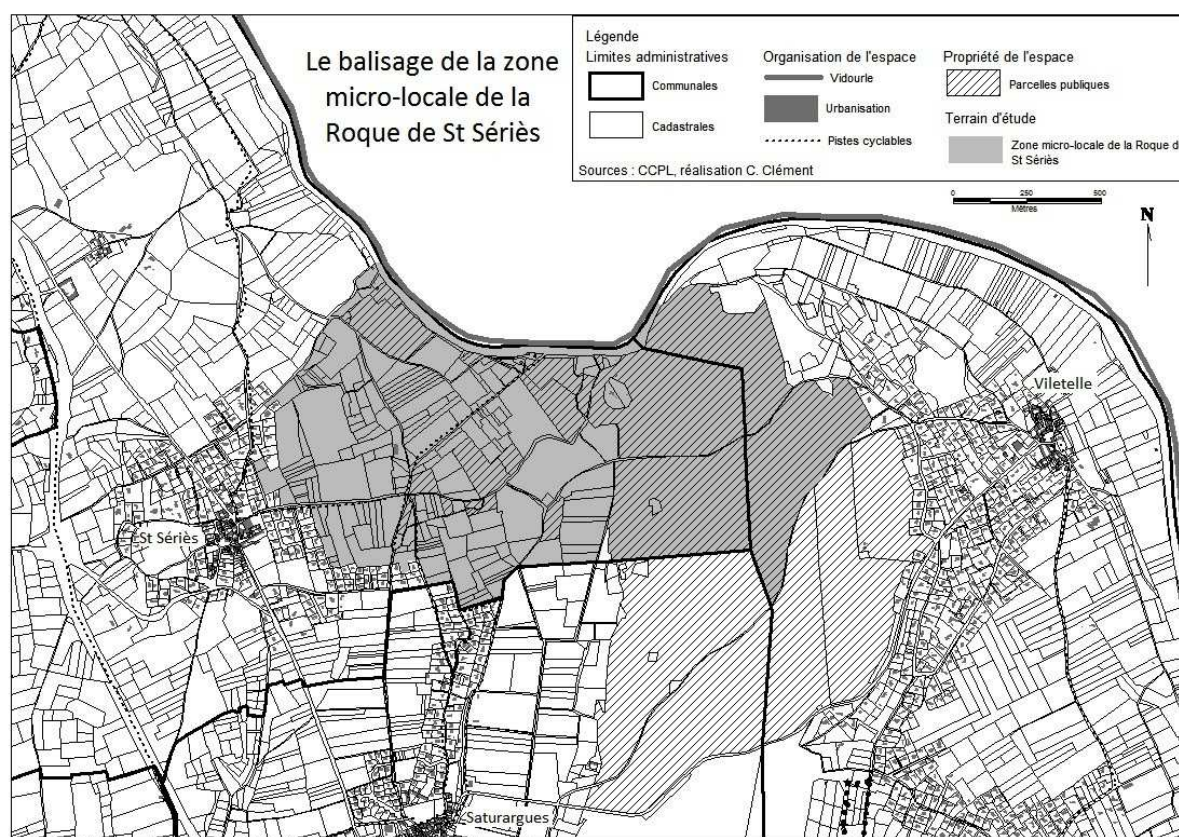 Le balisage de la zone
micro-locale de la
Roque de St Sériès
Légende
Limites administratives
Communales
Cadastrales
Organisation de l'espace
Vidourle
Urbanisation
Pistes cyclables
Propriété de l'espace
Parcelles publiques
Terrain d'étude
Zone micro-locale de la Roque d
St Sériès
Sources : CCPL, réalisation C. Clément
0 250 500
Mètres
N
Viletelle
St Sériès
Saturargues